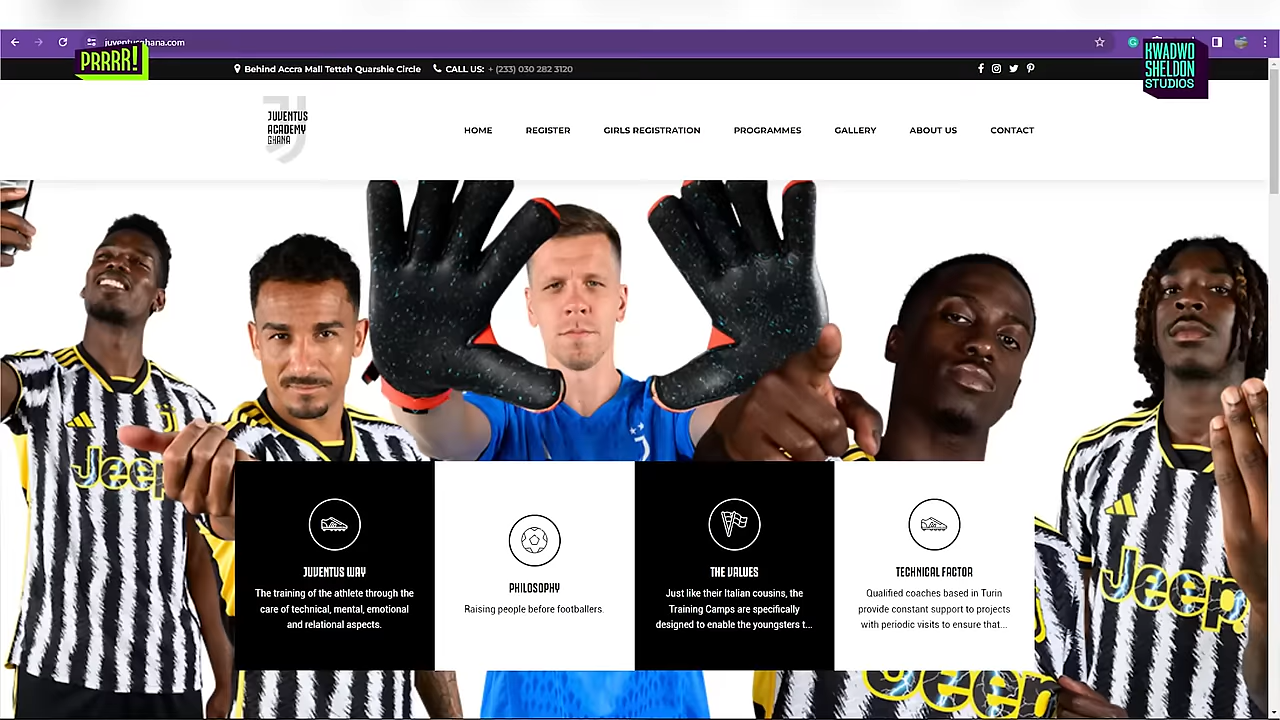 juventusghana.com
PRRRR!
Behind Accra Mall Tetteh Quarshie Circle
CALL US: + (233) 030 282 3120
KWADWO
SHELDON
STUDIOS
JUVENTUS
ACADEMY
GHANA
HOME
REGISTER
GIRLS REGISTRATION
PROGRAMMES
GALLERY
ABOUT US
CONTACT
Jeep
Jeep
Jeep
JUVENTUS WAY
The training of the athlete through the
care of technical, mental, emotional
and relational aspects.
PHILOSOPHY
Raising people before footballers.
THE VALUES
Just like their Italian cousins, the
Training Camps are specifically
designed to enable the youngsters t...
TECHNICAL FACTOR
Qualified coaches based in Turin
provide constant support to projects
with periodic visits to ensure that...